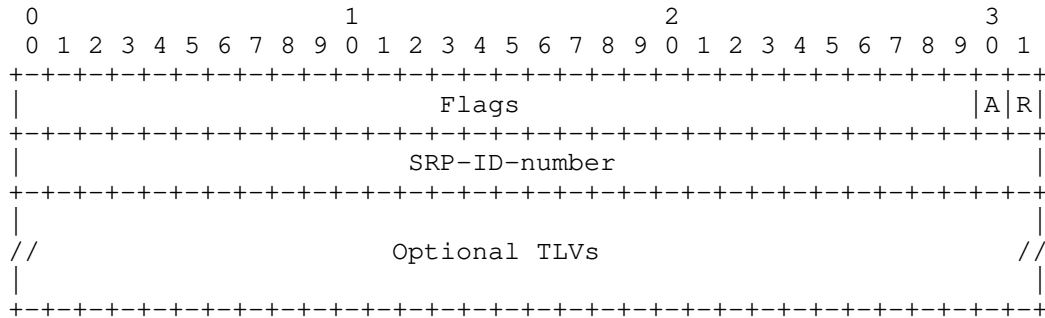 0                   1                   2                   3
 0 1 2 3 4 5 6 7 8 9 0 1 2 3 4 5 6 7 8 9 0 1 2 3 4 5 6 7 8 9 0 1
+-+-+-+-+-+-+-+-+-+-+-+-+-+-+-+-+-+-+-+-+-+-+-+-+-+-+-+-+-+-+-+-+
|                          Flags                            |A|R|
+-+-+-+-+-+-+-+-+-+-+-+-+-+-+-+-+-+-+-+-+-+-+-+-+-+-+-+-+-+-+-+-+
|                        SRP-ID-number                          |
+-+-+-+-+-+-+-+-+-+-+-+-+-+-+-+-+-+-+-+-+-+-+-+-+-+-+-+-+-+-+-+-+
|                                                               |
//                      Optional TLVs                          //
|                                                               |
+-+-+-+-+-+-+-+-+-+-+-+-+-+-+-+-+-+-+-+-+-+-+-+-+-+-+-+-+-+-+-+-+